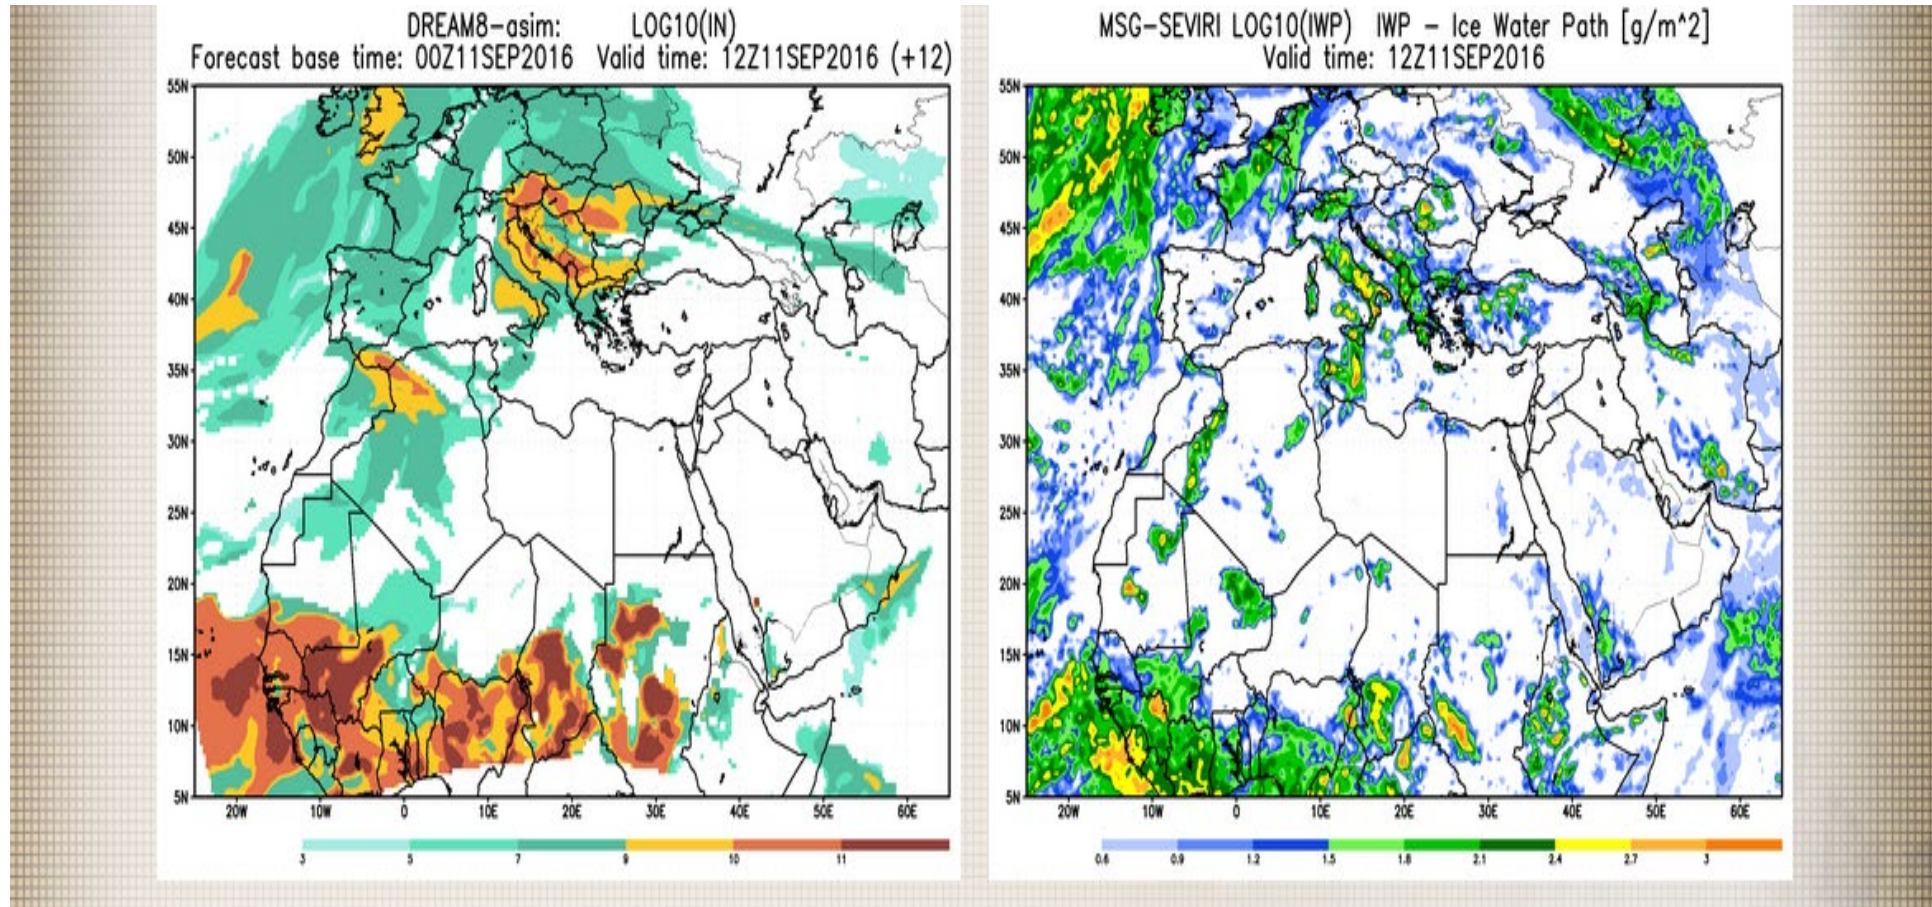 DREAM8-asim: LOG10(IN)
Forecast base time: 00Z11SEP2016 Valid time: 12Z11SEP2016 (+12)
55N
50N
45N
40N
35N
30N
25N
20N
15N
10N
5N
20W 10W 0 10E 20E 30E 40E 50E 60E
3 5 7 9 10 11
MSG-SEVIRI LOG10(IWP) IWP - Ice Water Path [g/m^2]
Valid time: 12Z11SEP2016
55N
50N
45N
40N
35N
30N
25N
20N
15N
10N
5N
20W 10W 0 10E 20E 30E 40E 50E 60E
0.6 0.9 1.2 1.5 1.8 2.1 2.4 2.7 3